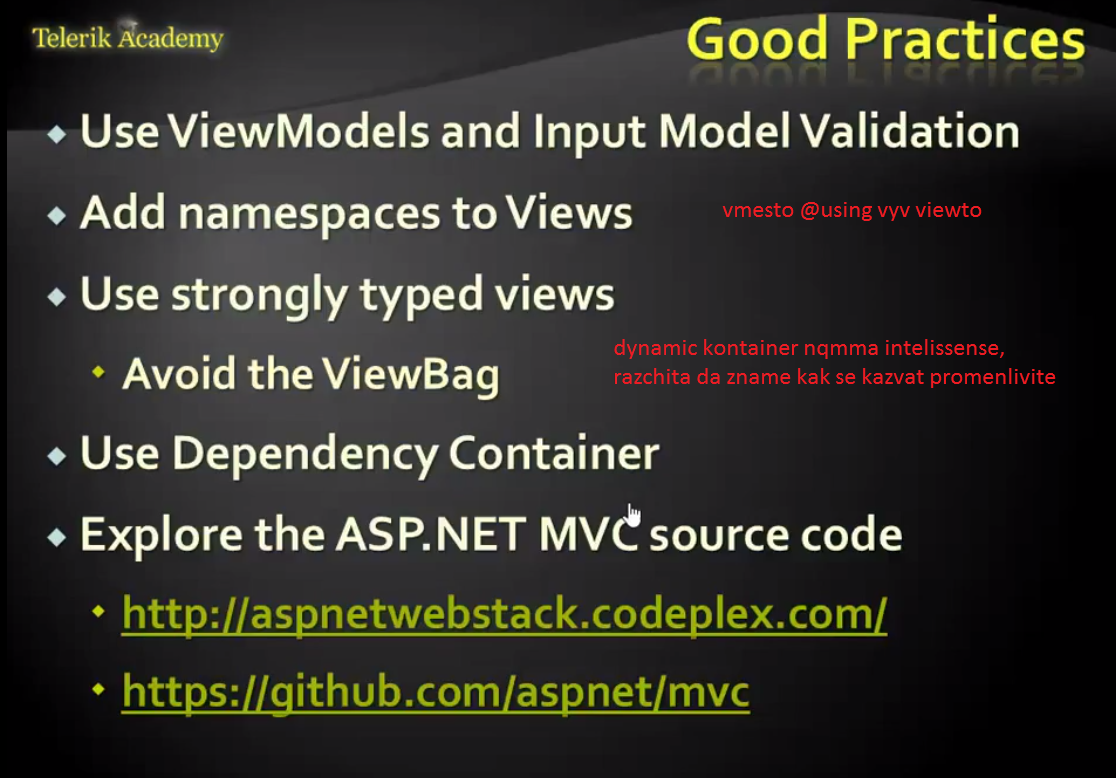 Telerik Academy
Good Practices
Use ViewModels and Input Model Validation
Add namespaces to Views
vmesto @using vyv viewto
Use strongly typed views
Avoid the ViewBag
dynamic kontainer nqmma intelissense,
razchita da zname kak se kazvat promenlivite
Use Dependency Container
Explore the ASP.NET MVC source code
http://aspnetwebstack.codeplex.com/
https://github.com/aspnet/mvc